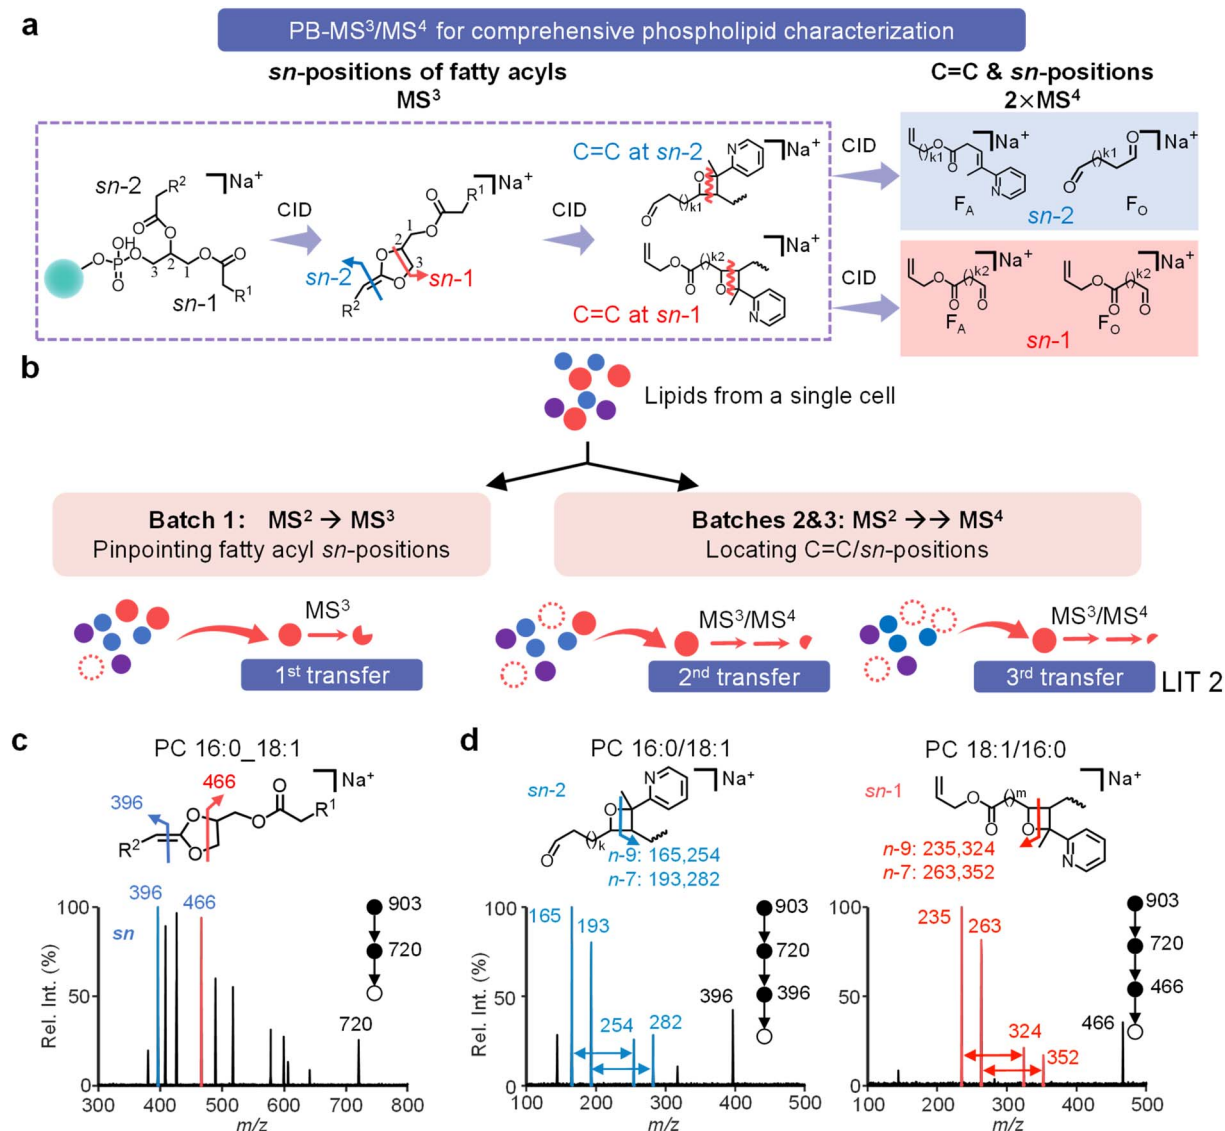 a
PB-MS³/MS⁴ for comprehensive phospholipid characterization
sn-positions of fatty acyls
MS³
C=C & sn-positions
2×MS⁴
sn-2
R²
O
O
]Na⁺
OH
O
P
O
O
3
2
1
O
O
R¹
sn-1
CID
]Na⁺
O
R¹
O
1
2
O
3
O
sn-2
sn-1
R²
CID
C=C at sn-2
N
]Na⁺
O
O
( )k1
]Na⁺
O
O
( )k2
O
N
C=C at sn-1
CID
CID
( )k1
O
O
N
]Na⁺
F_A
O
( )k1
O
]Na⁺
F_O
sn-2
O
O
( )k2
O
]Na⁺
F_A
O
O
( )k2
O
]Na⁺
F_O
sn-1
b
Lipids from a single cell
Batch 1: MS² → MS³
Pinpointing fatty acyl sn-positions
Batches 2&3: MS² →→ MS⁴
Locating C=C/sn-positions
MS³
1st transfer
MS³/MS⁴
2nd transfer
MS³/MS⁴
3rd transfer
LIT 2
c
PC 16:0_18:1
]Na⁺
396
466
O
O
O
O
R¹
R²
396
466
sn
903
720
720
100
50
0
Rel. Int. (%)
300 400 500 600 700 800
m/z
d
PC 16:0/18:1
sn-2
N
]Na⁺
O
O
( )k
n-9: 165,254
n-7: 193,282
165
193
254
282
396
903
720
396
100
50
0
Rel. Int. (%)
100 200 300 400 500
m/z
PC 18:1/16:0
sn-1
]Na⁺
O
O
( )m
O
N
n-9: 235,324
n-7: 263,352
235
263
324
352
466
903
720
466
100
50
0
100 200 300 400 500
m/z